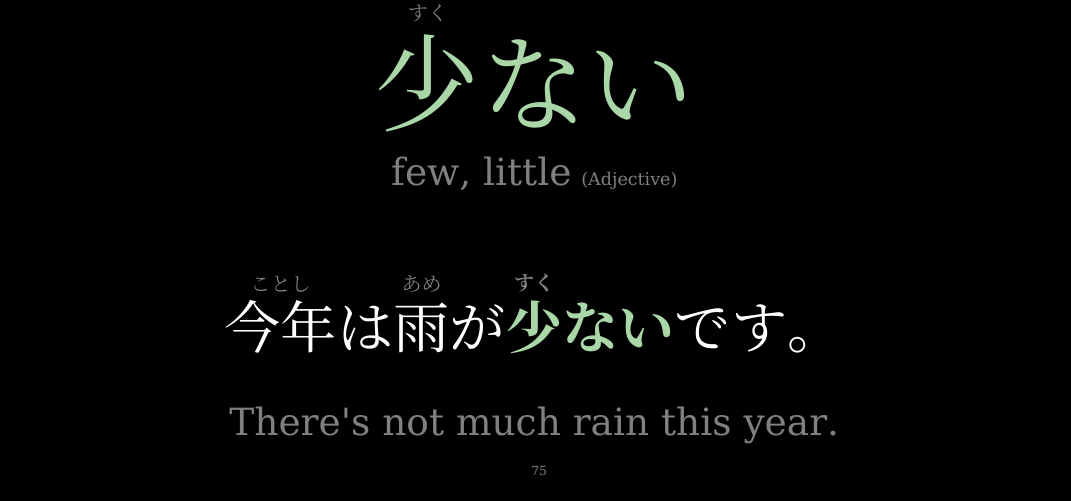 すく
少ない
few, little (Adjective)
ことし あめ すく
今年は雨が少ないです。
There's not much rain this year.
75